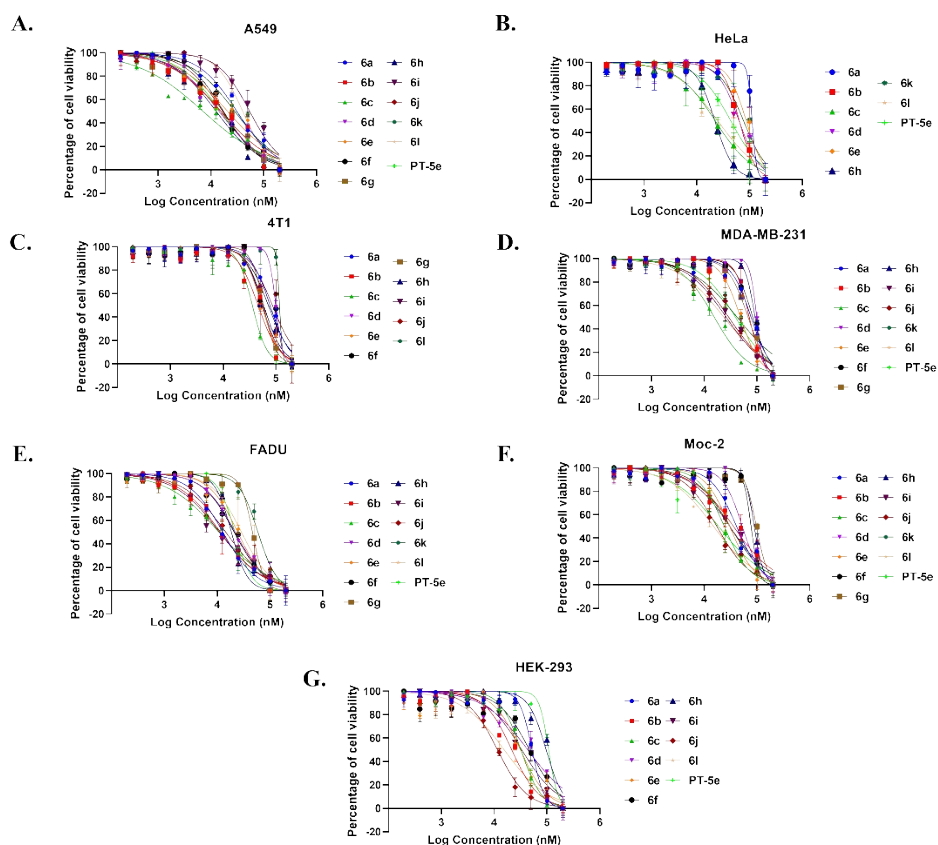 A.
A549
Percentage of cell viability
100
80
60
40
20
0
-20
2
3
4
5
6
Log Concentration (nM)
6a
6b
6c
6d
6e
6f
6g
6h
6i
6j
6k
6l
PT-5e
B.
HeLa
Percentage of cell viability
100
80
60
40
20
0
-20
3
4
5
6
Log Concentration (nM)
6a
6b
6c
6d
6e
6h
6k
6l
PT-5e
C.
4T1
Percentage of cell viability
100
80
60
40
20
0
-20
2
3
4
5
6
Log Concentration (nM)
6a
6b
6c
6d
6e
6f
6g
6h
6i
6j
6l
D.
MDA-MB-231
Percentage of cell viability
100
80
60
40
20
0
-20
2
3
4
5
6
Log Concentration (nM)
6a
6b
6c
6d
6e
6f
6g
6h
6i
6j
6k
6l
PT-5e
E.
FADU
Percentage of cell viability
100
80
60
40
20
0
-20
3
4
5
6
Log Concentration (nM)
6a
6b
6c
6d
6e
6f
6g
6h
6i
6j
6k
6l
PT-5e
F.
Moc-2
Percentage of cell viability
100
80
60
40
20
0
-20
2
3
4
5
6
Log Concentration (nM)
6a
6b
6c
6d
6e
6f
6g
6h
6i
6j
6k
6l
PT-5e
G.
HEK-293
Percentage of cell viability
100
80
60
40
20
0
-20
3
4
5
6
Log Concentration (nM)
6a
6b
6c
6d
6e
6f
6h
6i
6j
6l
PT-5e